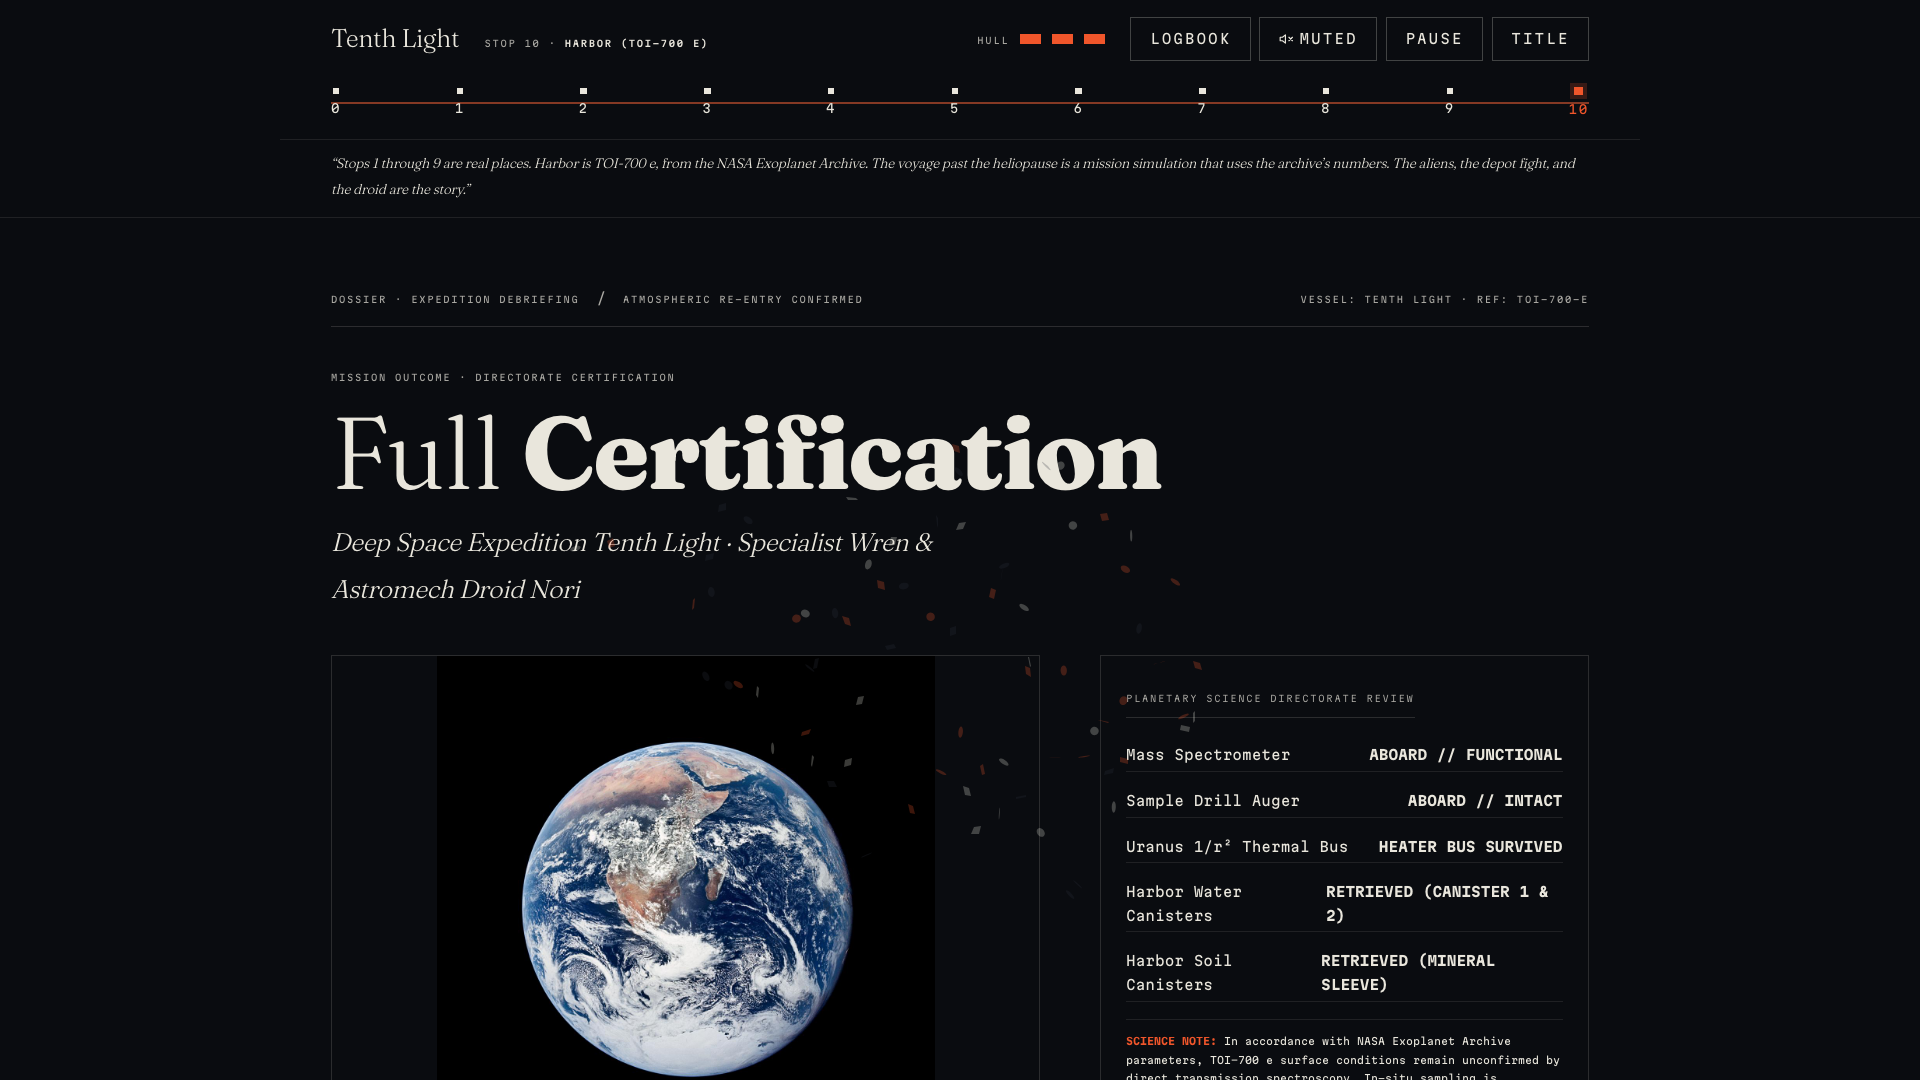 Tenth Light STOP 10 · HARBOR (TOI-700 E) HULL LOGBOOK MUTED PAUSE TITLE
0 1 2 3 4 5 6 7 8 9 10
“Stops 1 through 9 are real places. Harbor is TOI-700 e, from the NASA Exoplanet Archive. The voyage past the heliopause is a mission simulation that uses the archive’s numbers. The aliens, the depot fight, and
the droid are the story.”
DOSSIER · EXPEDITION DEBRIEFING / ATMOSPHERIC RE-ENTRY CONFIRMED VESSEL: TENTH LIGHT · REF: TOI-700-E
MISSION OUTCOME · DIRECTORATE CERTIFICATION
Full Certification
Deep Space Expedition Tenth Light · Specialist Wren &
Astromech Droid Nori
PLANETARY SCIENCE DIRECTORATE REVIEW
Mass Spectrometer ABOARD // FUNCTIONAL
Sample Drill Auger ABOARD // INTACT
Uranus 1/r² Thermal Bus HEATER BUS SURVIVED
Harbor Water RETRIEVED (CANISTER 1 &
Canisters 2)
Harbor Soil RETRIEVED (MINERAL
Canisters SLEEVE)
SCIENCE NOTE: In accordance with NASA Exoplanet Archive
parameters, TOI-700 e surface conditions remain unconfirmed by
direct transmission spectroscopy. In-situ sampling is